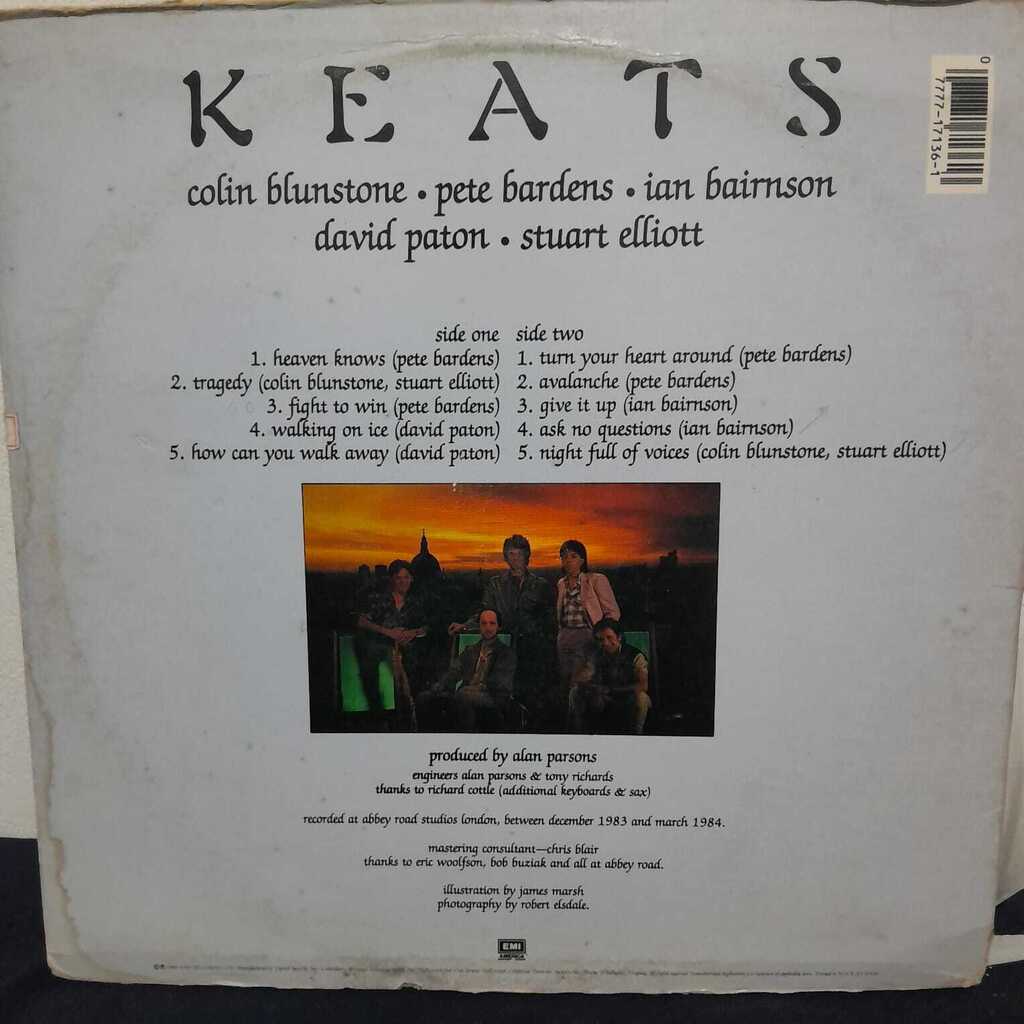 KEATS
0
7777-17136-1
colin blunstone • pete bardens • ian bairnson
david paton • stuart elliott
side one
1. heaven knows (pete bardens)
2. tragedy (colin blunstone, stuart elliott)
3. fight to win (pete bardens)
4. walking on ice (david paton)
5. how can you walk away (david paton)
side two
1. turn your heart around (pete bardens)
2. avalanche (pete bardens)
3. give it up (ian bairnson)
4. ask no questions (ian bairnson)
5. night full of voices (colin blunstone, stuart elliott)
produced by alan parsons
engineers alan parsons & tony richards
thanks to richard cottle (additional keyboards & sax)
recorded at abbey road studios london, between december 1983 and march 1984.
mastering consultant—chris blair
thanks to eric woolfson, bob buziak and all at abbey road.
illustration by james marsh
photography by robert elsdale.
EMI
AMERICA